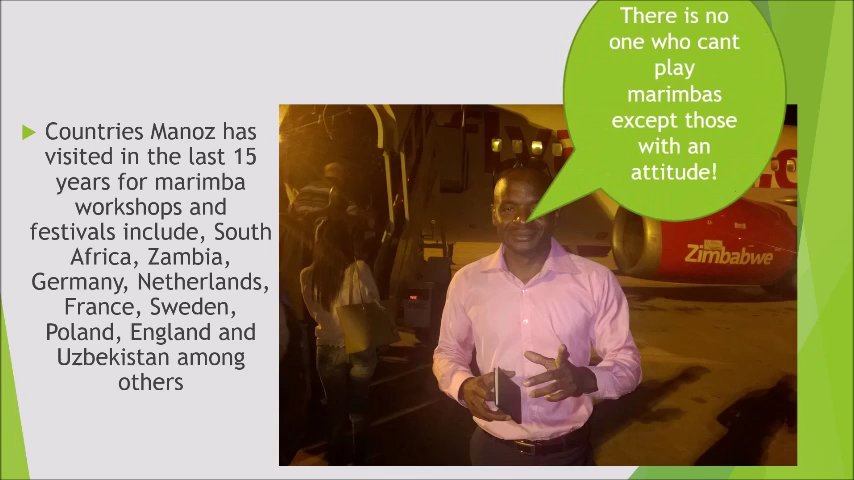 There is no
one who cant
play
marimbas
except those
with an
attitude!
Countries Manoz has
visited in the last 15
years for marimba
workshops and
festivals include, South
Africa, Zambia,
Germany, Netherlands,
France, Sweden,
Poland, England and
Uzbekistan among
others
Zimbabwe